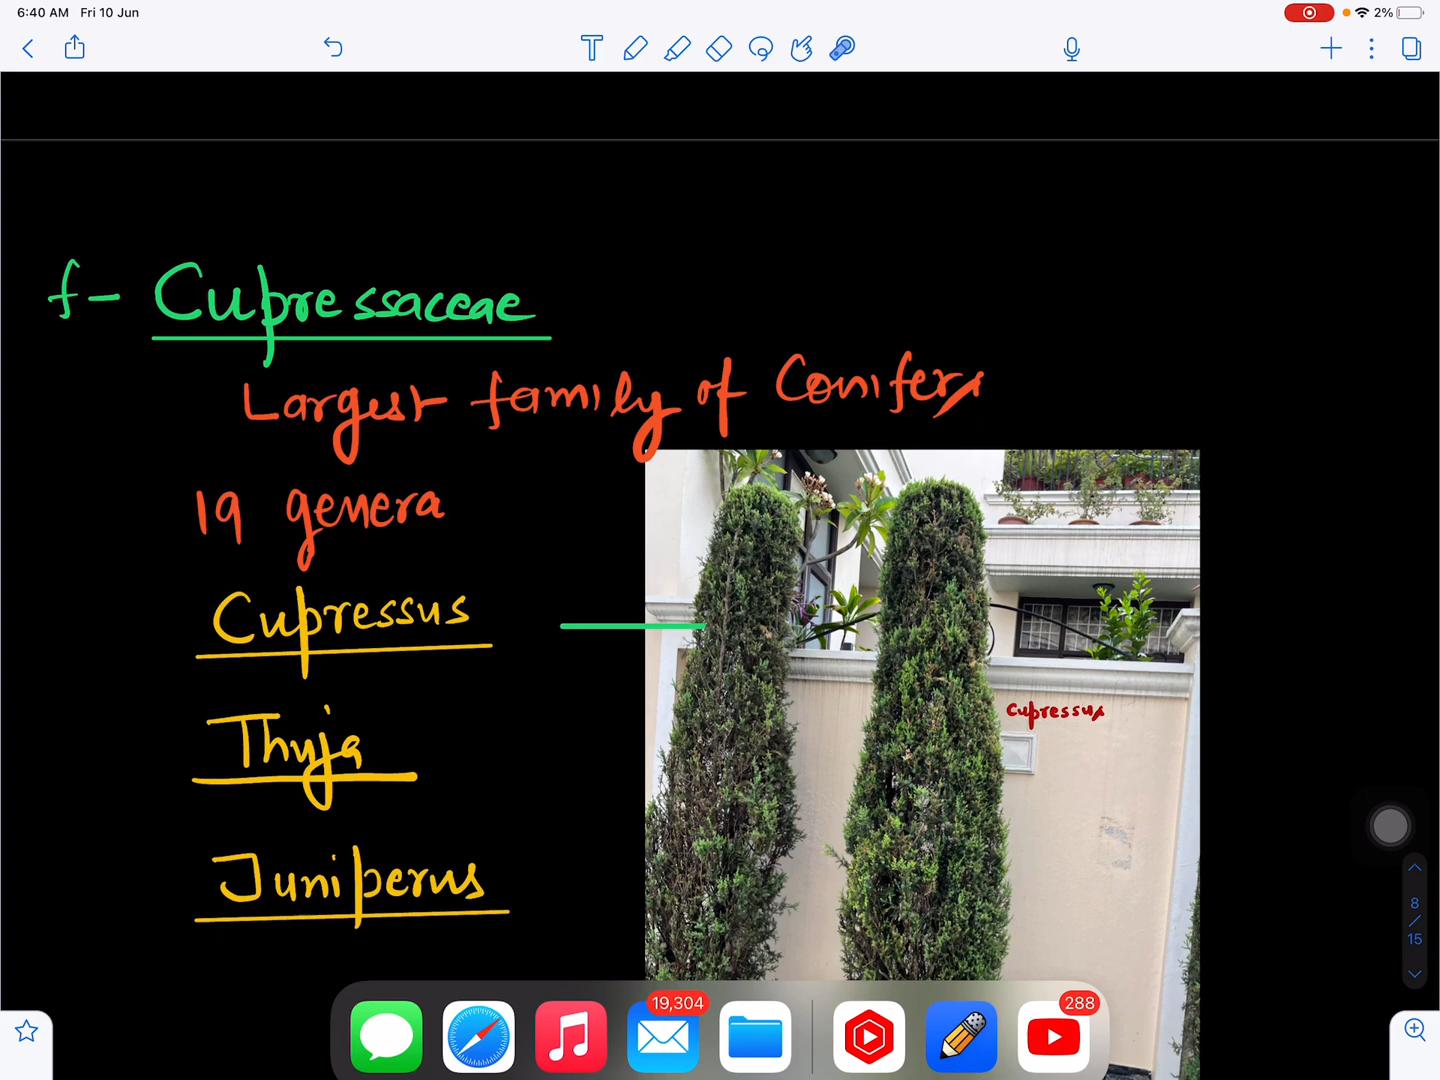 6:40 AM Fri 10 Jun
2%
T
f- Cupressaceae
Largest family of Conifers
19 genera
Cupressus
Thuja
Juniperus
Cupressus
8
/
15
19,304
288